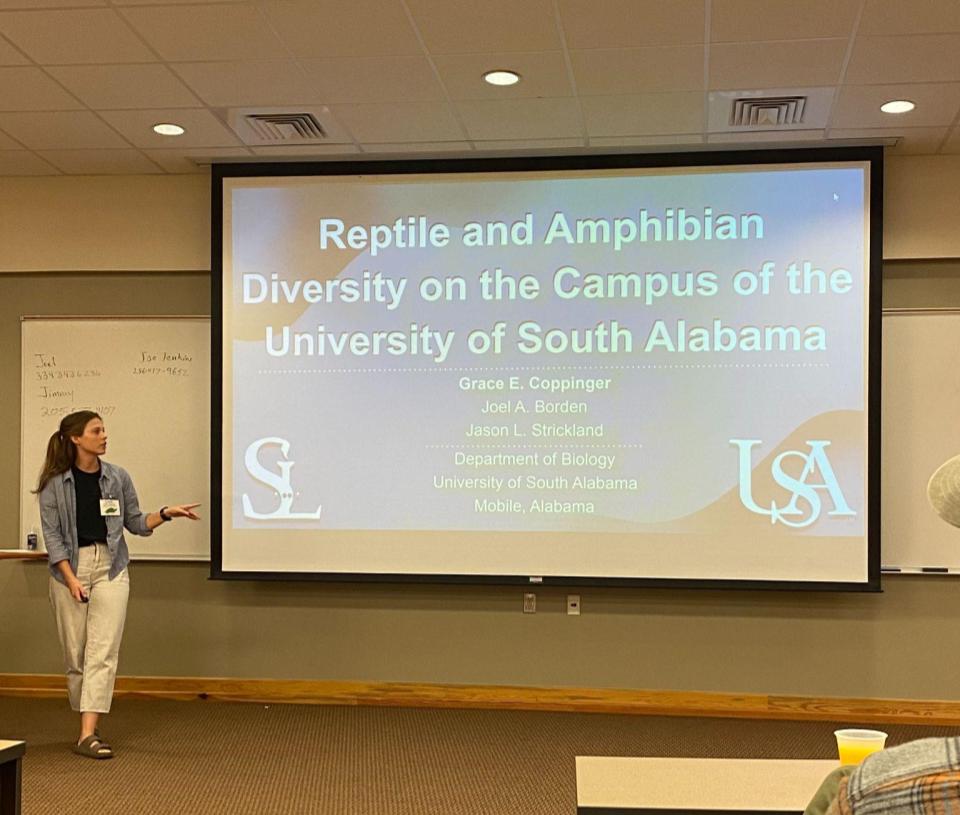 Reptile and Amphibian
Diversity on the Campus of the
University of South Alabama
Grace E. Coppinger
Joel A. Borden
Jason L. Strickland
Department of Biology
University of South Alabama
Mobile, Alabama
SL
USA
Joel
Jimmy